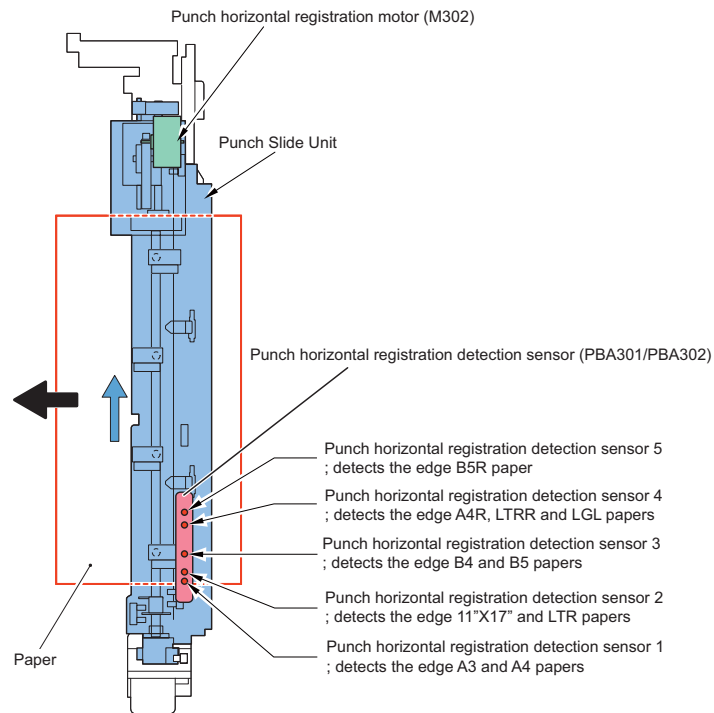 Punch horizontal registration motor (M302)
Punch Slide Unit
Punch horizontal registration detection sensor (PBA301/PBA302)
Punch horizontal registration detection sensor 5
; detects the edge B5R paper
Punch horizontal registration detection sensor 4
; detects the edge A4R, LTRR and LGL papers
Punch horizontal registration detection sensor 3
; detects the edge B4 and B5 papers
Punch horizontal registration detection sensor 2
; detects the edge 11”X17” and LTR papers
Punch horizontal registration detection sensor 1
; detects the edge A3 and A4 papers
Paper